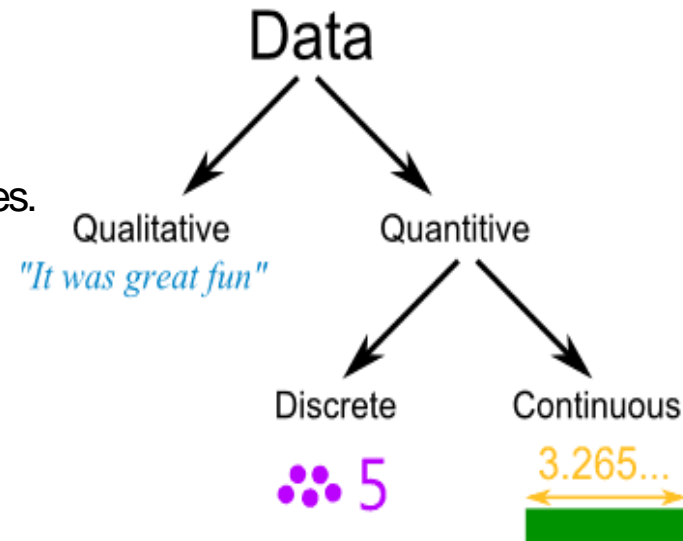 Data
es.
Qualitative Quantitive
"It was great fun"
Discrete Continuous
5 3.265...